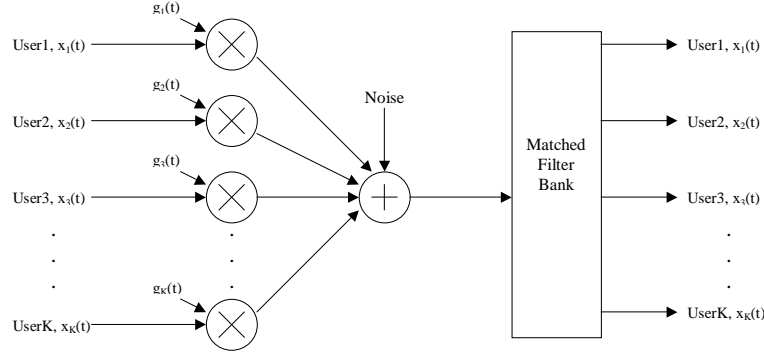 g₁(t)
User1, x₁(t)
User1, x₁(t)
g₂(t)
Noise
User2, x₂(t)
User2, x₂(t)
Matched
Filter
Bank
g₃(t)
User3, x₃(t)
User3, x₃(t)
gK(t)
UserK, xK(t)
UserK, xK(t)